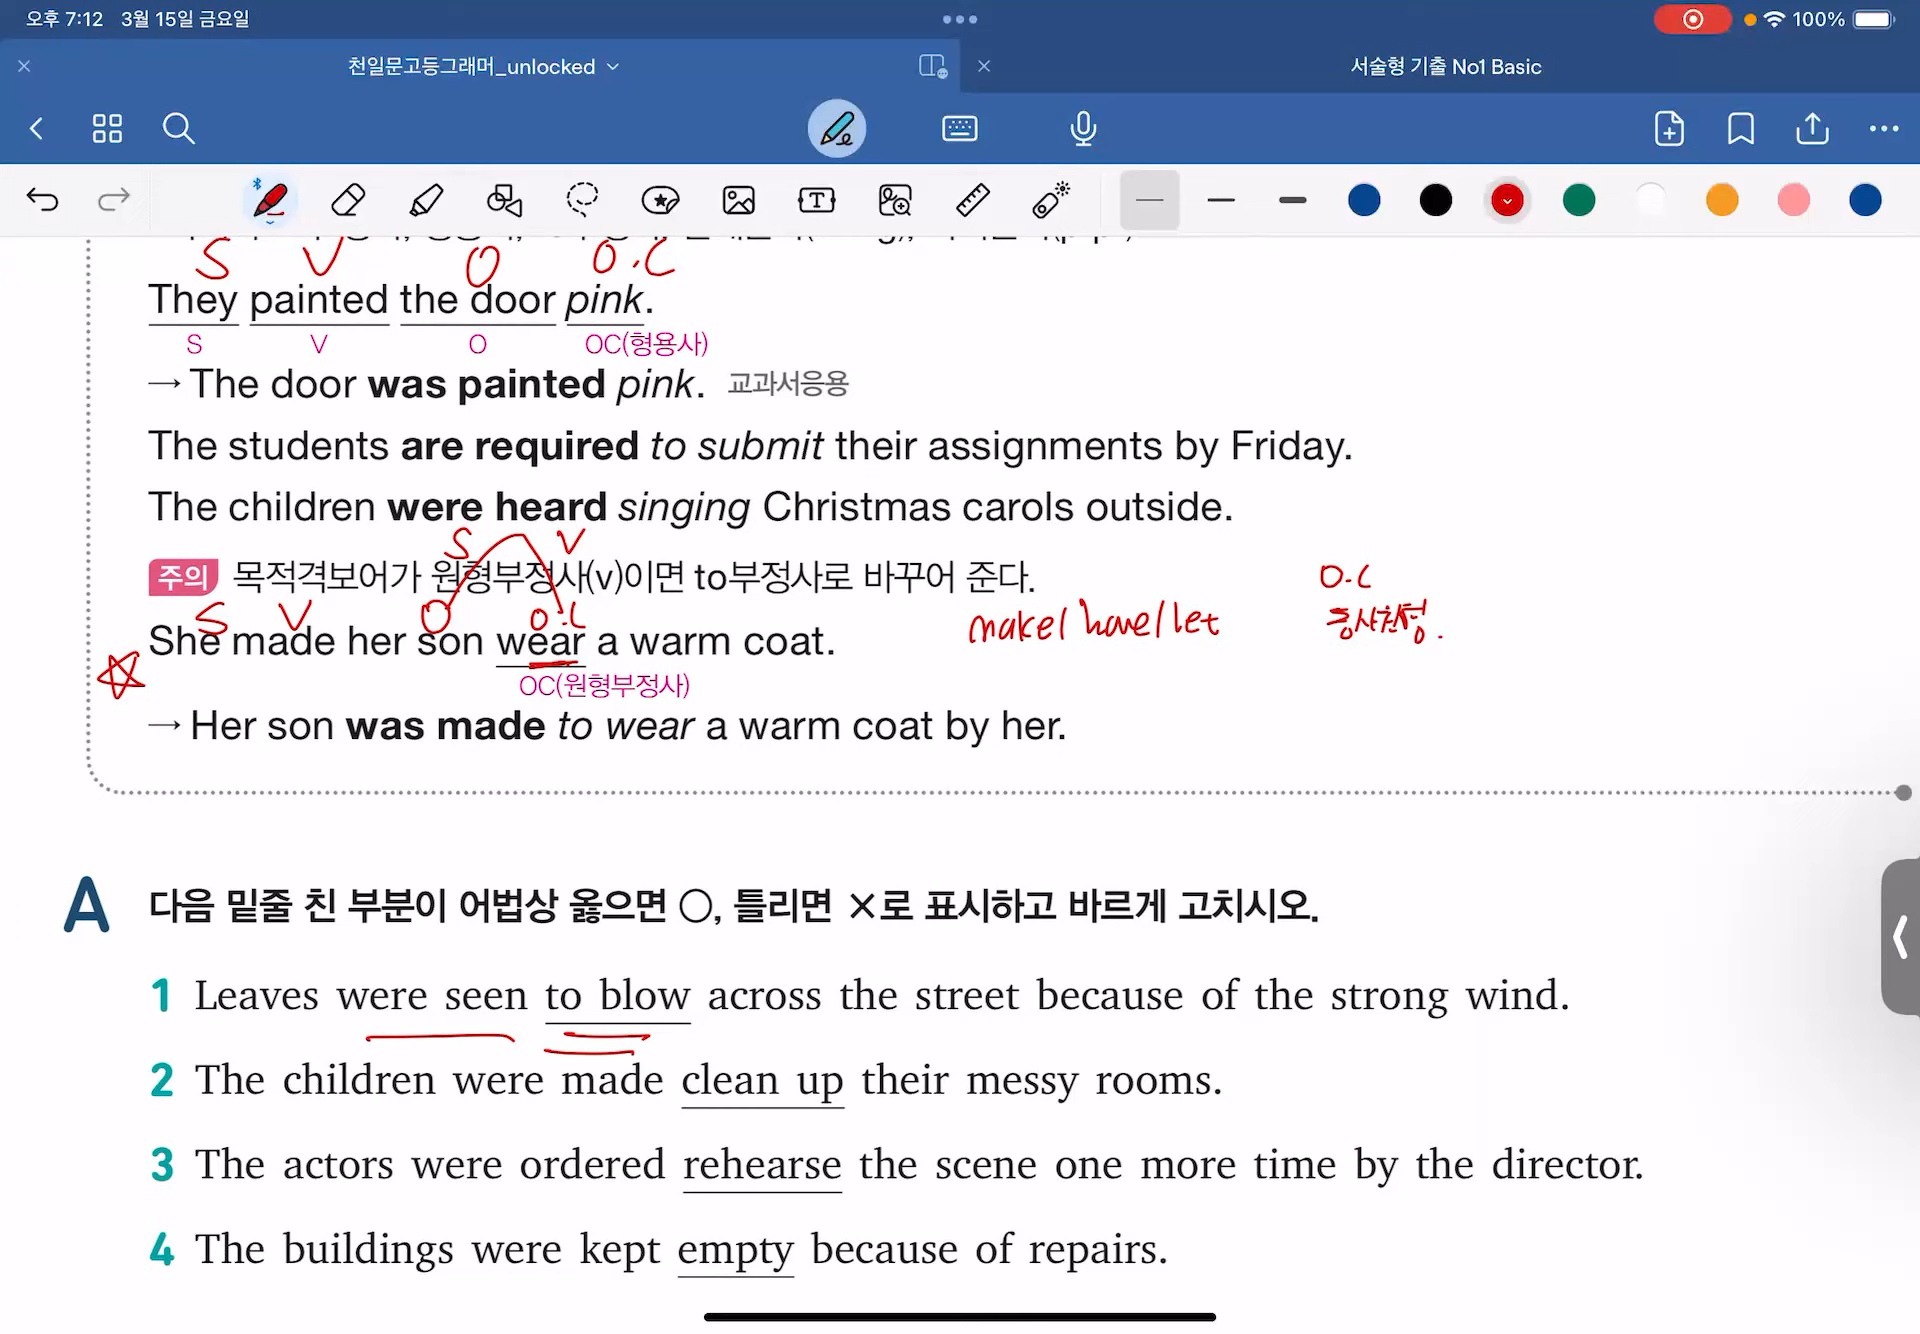 오후 7:12 3월 15일 금요일
100%
천일문고등그래머_unlocked
서술형 기출 No1 Basic
S V O O.C
They painted the door pink.
S V O OC(형용사)
→ The door was painted pink. 교과서응용
The students are required to submit their assignments by Friday.
The children were heard singing Christmas carols outside.
S V
주의 목적격보어가 원형부정사(v)이면 to부정사로 바꾸어 준다.
O.C
S V O O.C
make/have/let
동사원형.
She made her son wear a warm coat.
OC(원형부정사)
→ Her son was made to wear a warm coat by her.
A 다음 밑줄 친 부분이 어법상 옳으면 ○, 틀리면 ×로 표시하고 바르게 고치시오.
1 Leaves were seen to blow across the street because of the strong wind.
2 The children were made clean up their messy rooms.
3 The actors were ordered rehearse the scene one more time by the director.
4 The buildings were kept empty because of repairs.